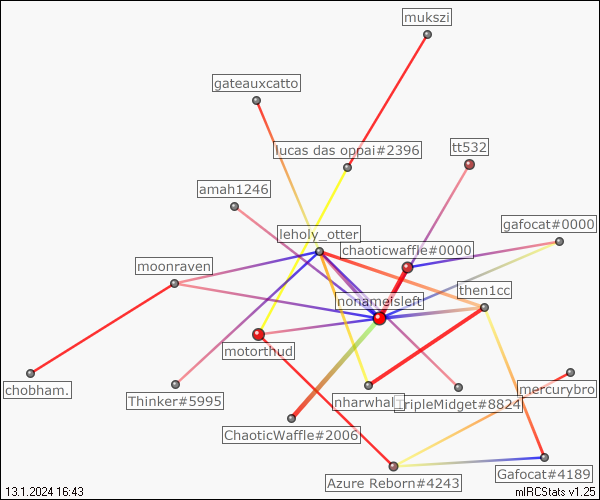 mukszi
gateauxcatto
lucas das oppai#2396
tt532
amah1246
gafocat#0000
leholy_otter
chaoticwaffle#0000
moonraven
then1cc
nonameisleft
motorthud
chobham.
mercurybro
Thinker#5995
nharwhal
TripleMidget#8824
ChaoticWaffle#2006
Gafocat#4189
Azure Reborn#4243
13.1.2024 16:43
mIRCStats v1.25